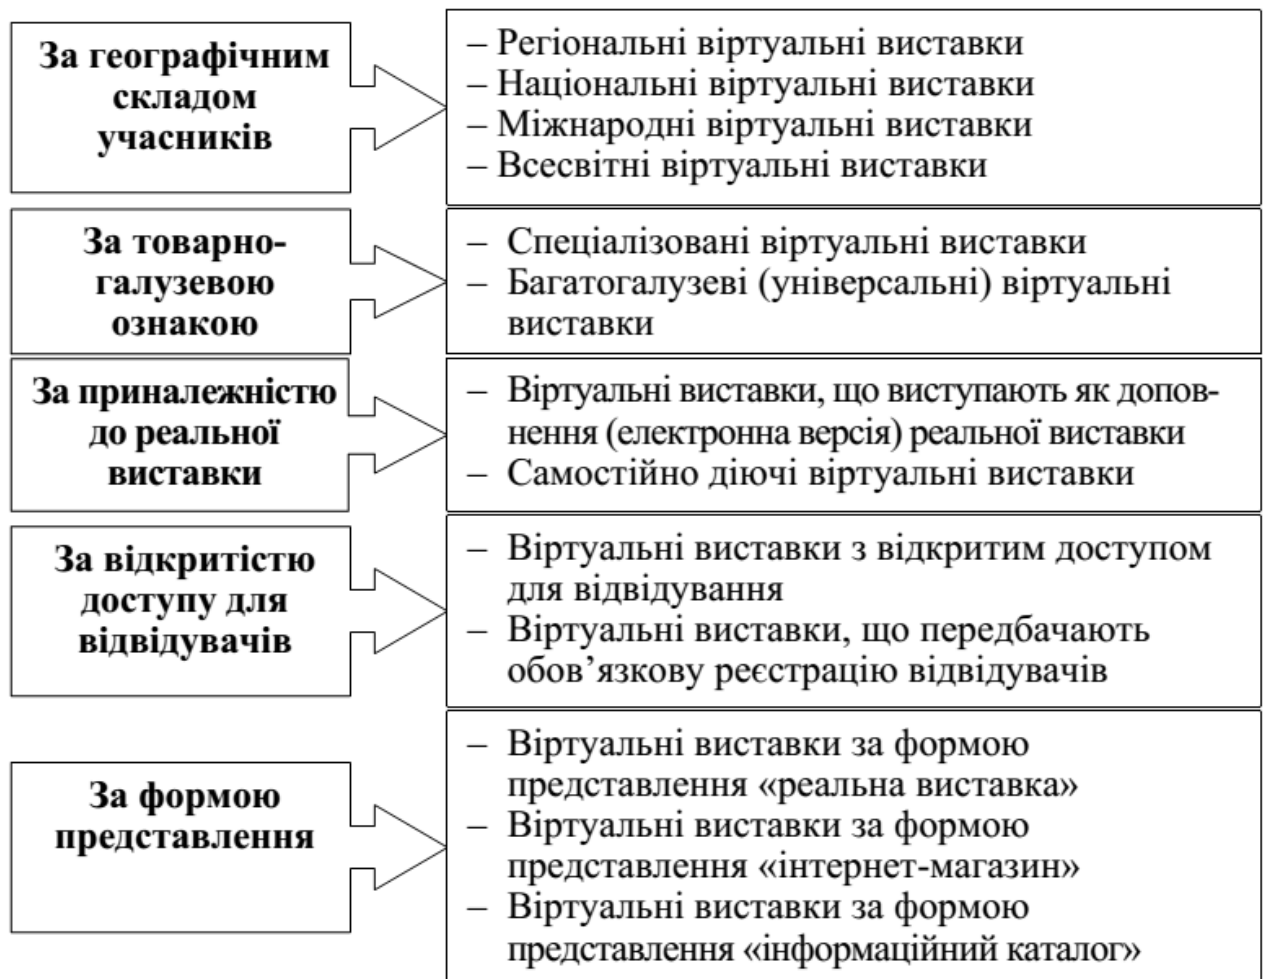 За географічним
складом
учасників
– Регіональні віртуальні виставки
– Національні віртуальні виставки
– Міжнародні віртуальні виставки
– Всесвітні віртуальні виставки
За товарно-
галузевою
ознакою
– Спеціалізовані віртуальні виставки
– Багатогалузеві (універсальні) віртуальні
виставки
За приналежністю
до реальної
виставки
– Віртуальні виставки, що виступають як допов-
нення (електронна версія) реальної виставки
– Самостійно діючі віртуальні виставки
За відкритістю
доступу для
відвідувачів
– Віртуальні виставки з відкритим доступом
для відвідування
– Віртуальні виставки, що передбачають
обов’язкову реєстрацію відвідувачів
За формою
представлення
– Віртуальні виставки за формою
представлення «реальна виставка»
– Віртуальні виставки за формою
представлення «інтернет-магазин»
– Віртуальні виставки за формою
представлення «інформаційний каталог»